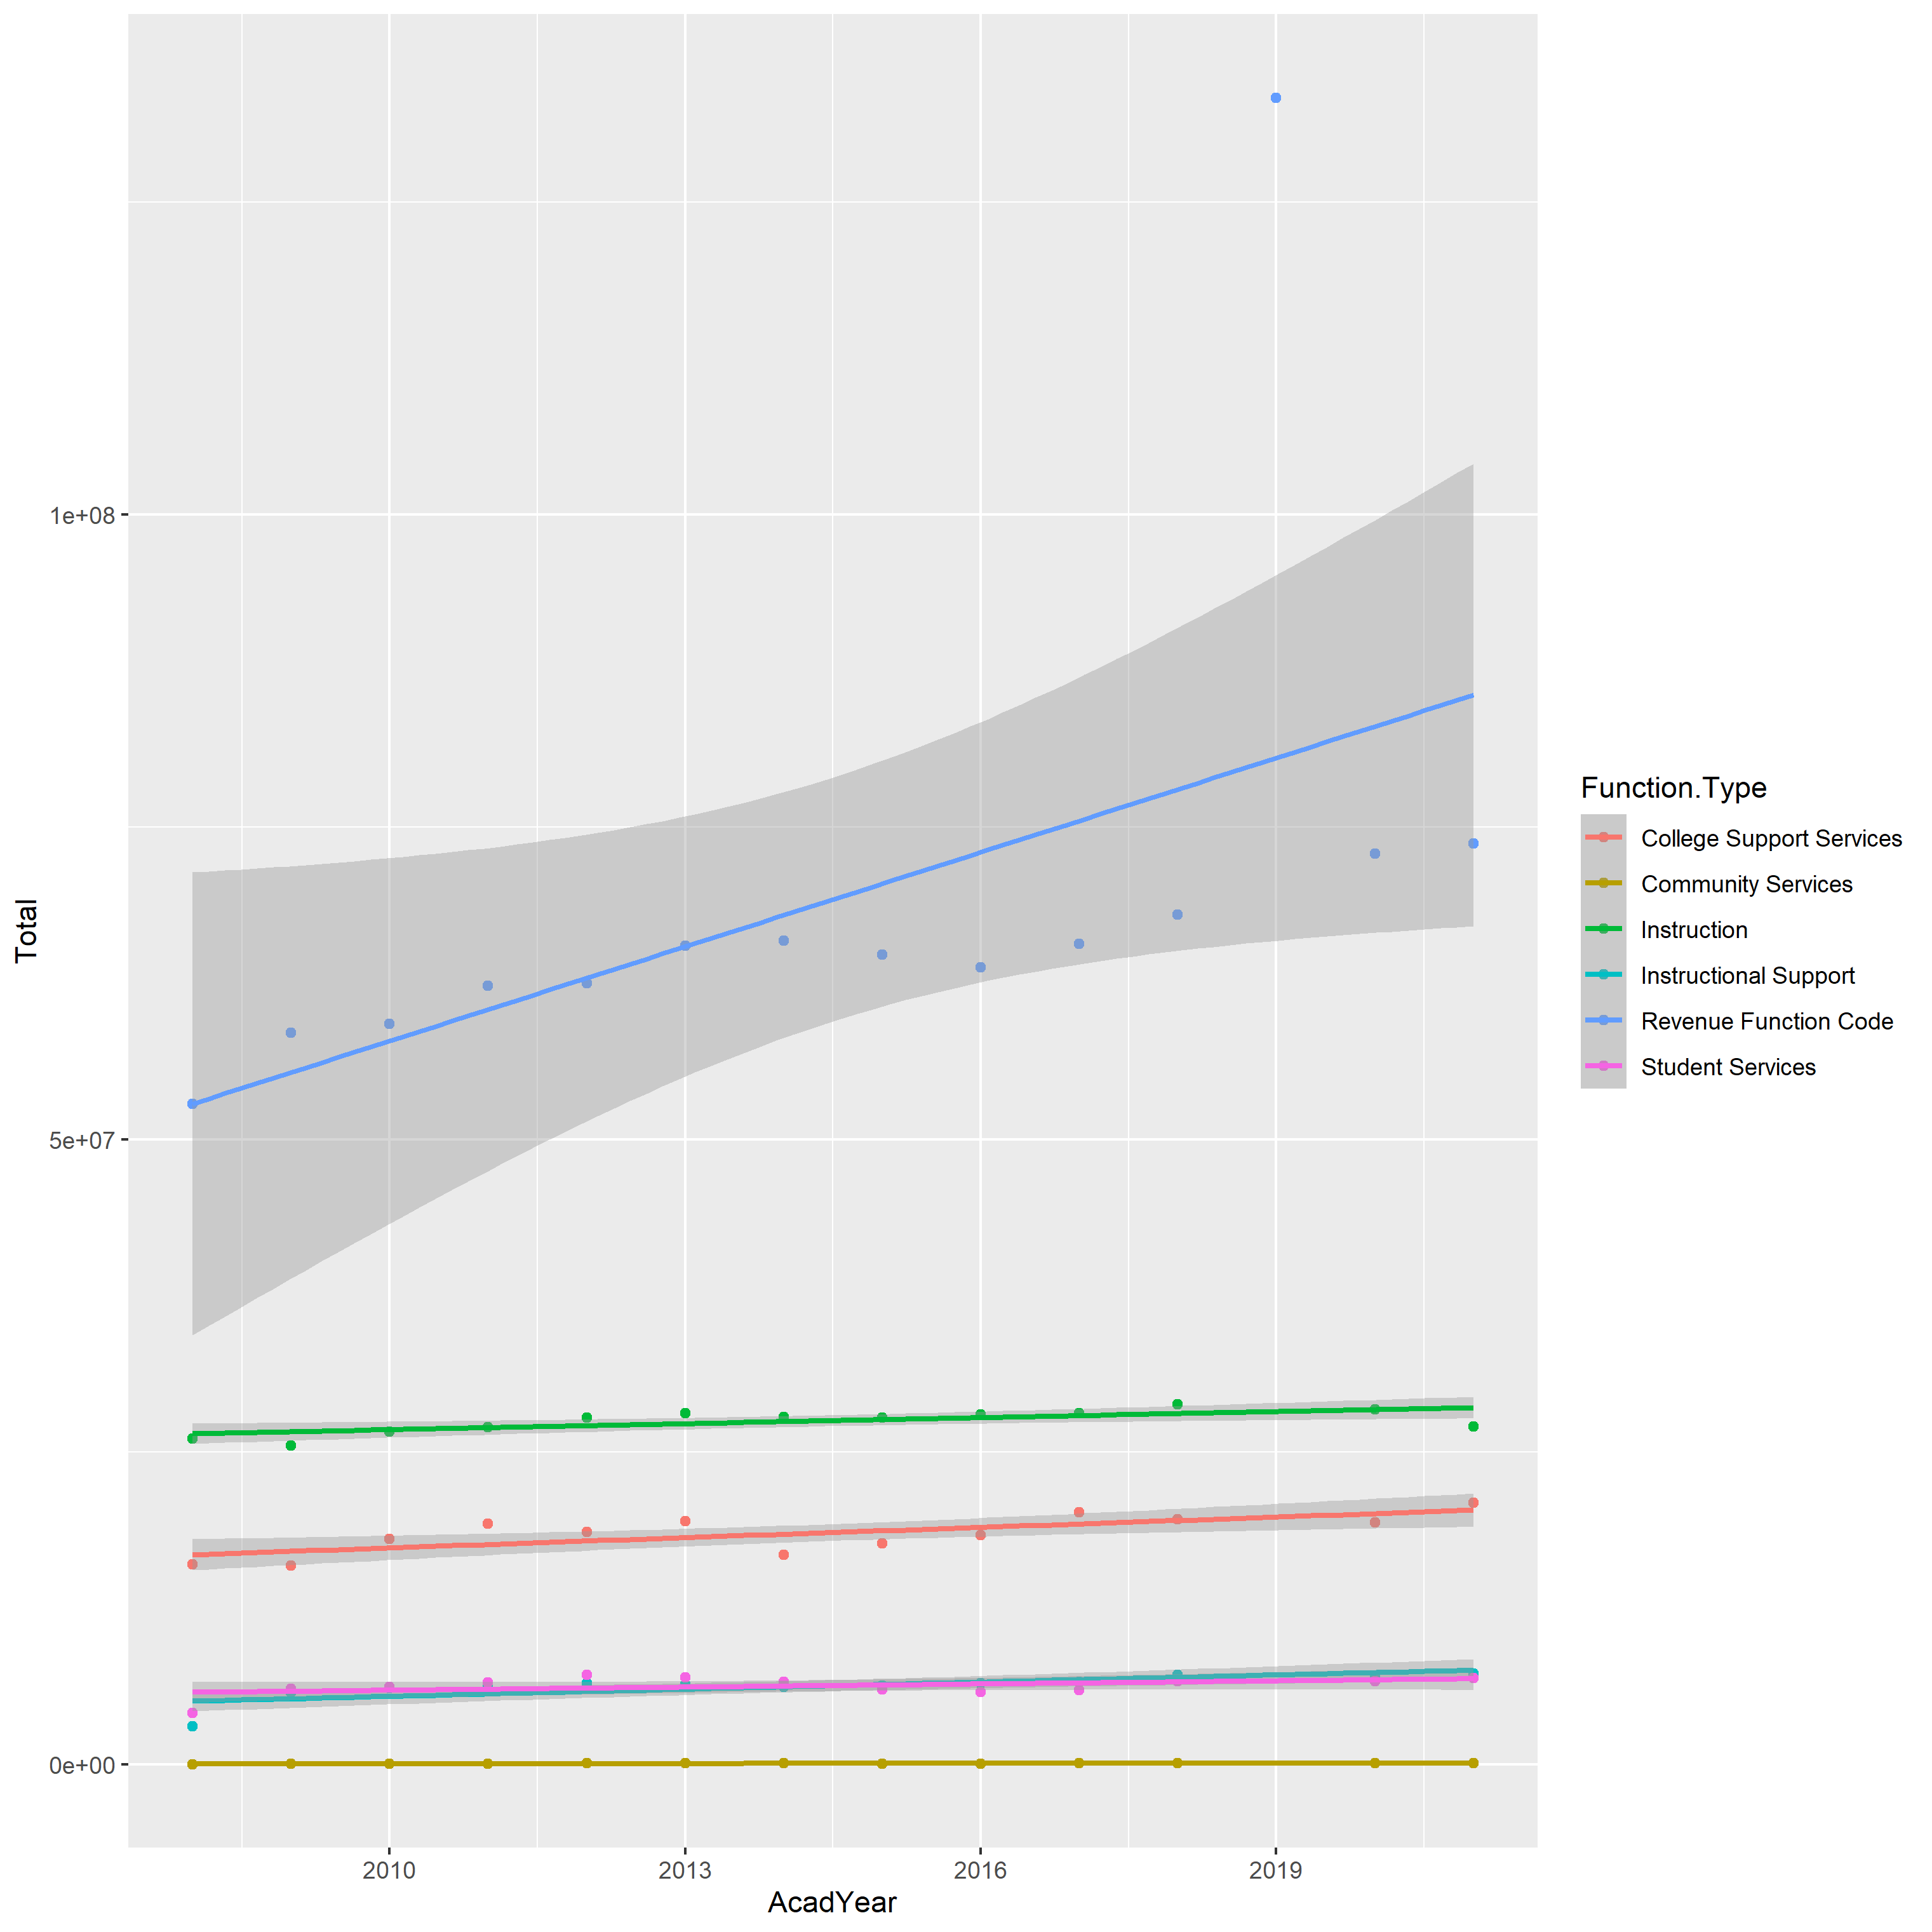 1e+08
5e+07
0e+00
Total
2010
2013
2016
2019
AcadYear
Function.Type
College Support Services
Community Services
Instruction
Instructional Support
Revenue Function Code
Student Services